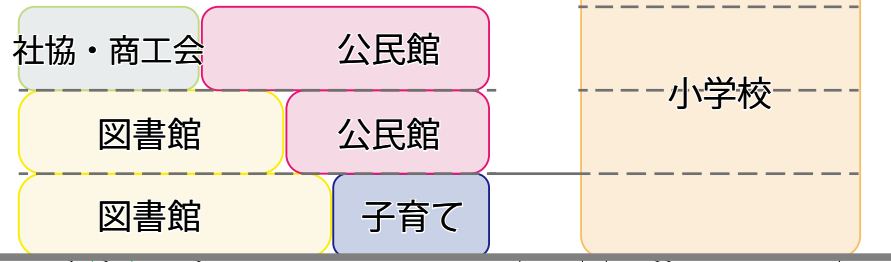 社協・商工会 公民館
小学校
図書館 公民館
図書館 子育て